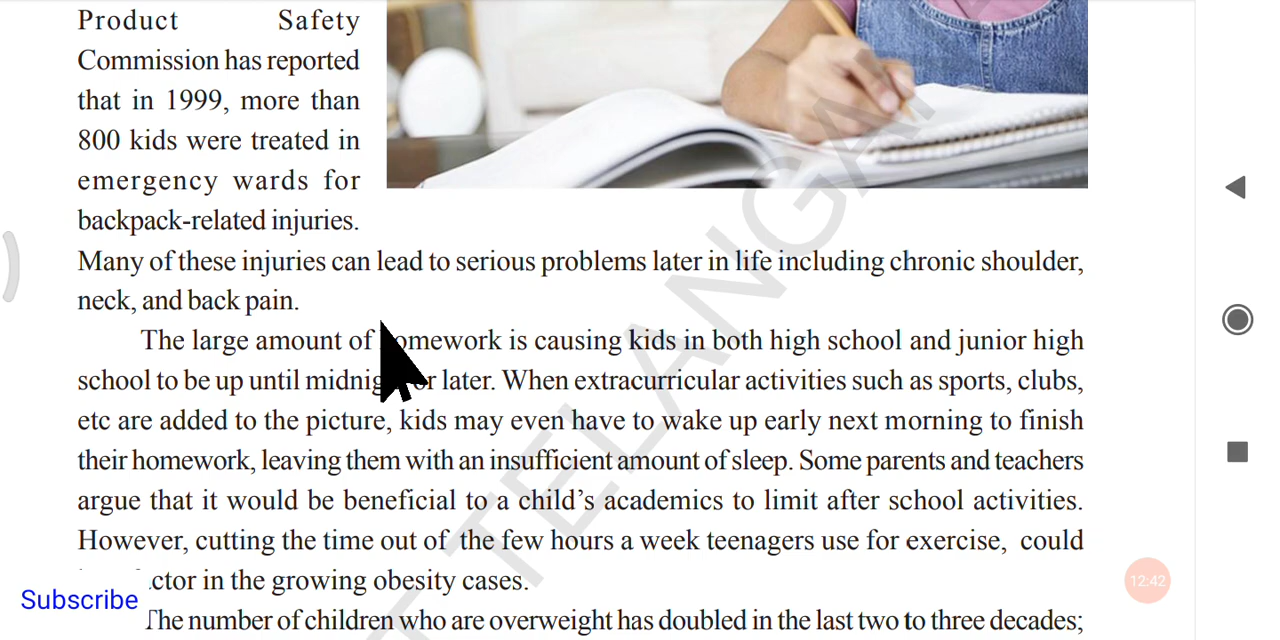 Product Safety
Commission has reported
that in 1999, more than
800 kids were treated in
emergency wards for
backpack-related injuries.
Many of these injuries can lead to serious problems later in life including chronic shoulder,
neck, and back pain.
The large amount of is causing kids in both high school and junior high
school to be up until later. When extracurricular activities such as sports, clubs,
etc are added to the picture, kids may even have to wake up early next morning to finish
their homework, leaving them with an insufficient amount of sleep. Some parents and teachers
argue that it would be beneficial to a child's academics to limit after school activities.
However, cutting the time out of the few hours a week teenagers use for exercise, could
in the growing obesity cases.
The number of children who are overweight has doubled in the last two to three decades;
Subscribe
12:42
TELANGA